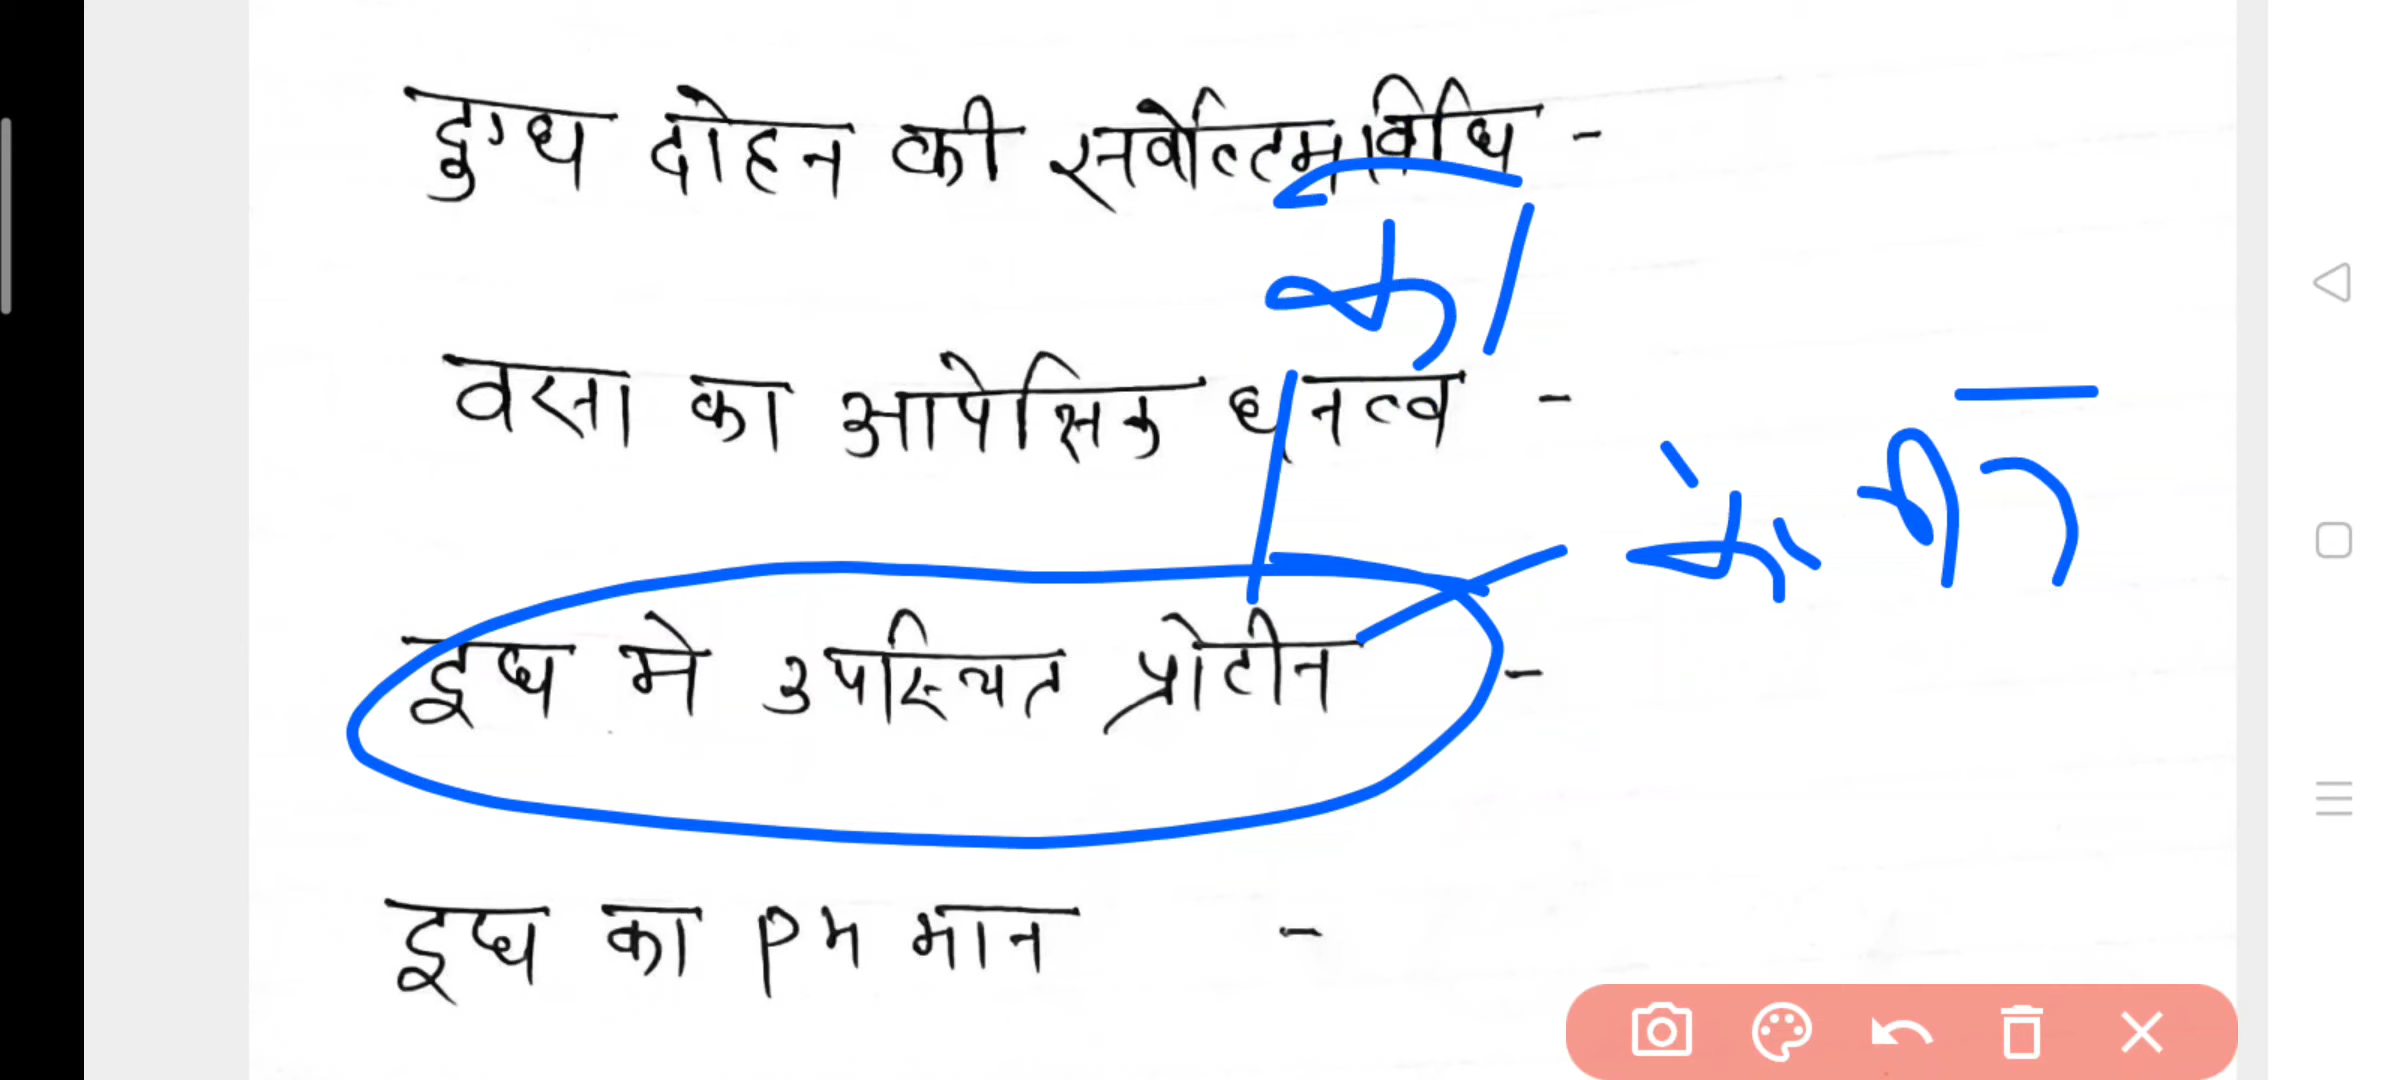 दुग्ध दोहन की सर्वोत्तम विधि -
का
वसा का आपेक्षिक घनत्व -
दूध मे उपस्थित प्रोटीन -
दूध का PH मान -